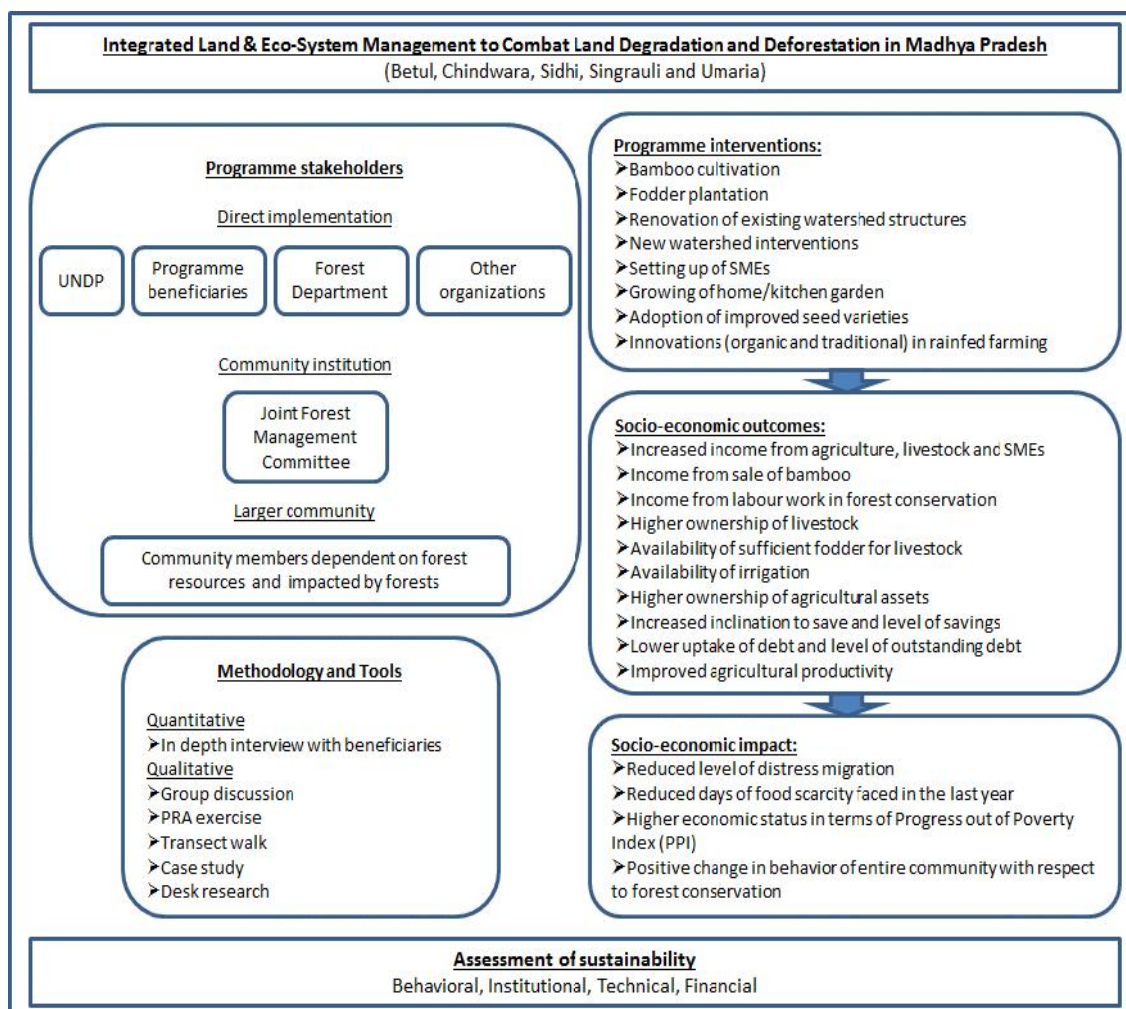 Integrated Land & Eco-System Management to Combat Land Degradation and Deforestation in Madhya Pradesh
(Betul, Chindwara, Sidhi, Singrauli and Umaria)
Programme stakeholders
Direct implementation
UNDP
Programme
beneficiaries
Forest
Department
Other
organizations
Community institution
Joint Forest
Management
Committee
Larger community
Community members dependent on forest
resources and impacted by forests
Methodology and Tools
Quantitative
➢In depth interview with beneficiaries
Qualitative
➢Group discussion
➢PRA exercise
➢Transect walk
➢Case study
➢Desk research
Programme interventions:
➢Bamboo cultivation
➢Fodder plantation
➢Renovation of existing watershed structures
➢New watershed interventions
➢Setting up of SMEs
➢Growing of home/kitchen garden
➢Adoption of improved seed varieties
➢Innovations (organic and traditional) in rainfed farming
Socio-economic outcomes:
➢Increased income from agriculture, livestock and SMEs
➢Income from sale of bamboo
➢Income from labour work in forest conservation
➢Higher ownership of livestock
➢Availability of sufficient fodder for livestock
➢Availability of irrigation
➢Higher ownership of agricultural assets
➢Increased inclination to save and level of savings
➢Lower uptake of debt and level of outstanding debt
➢Improved agricultural productivity
Socio-economic impact:
➢Reduced level of distress migration
➢Reduced days of food scarcity faced in the last year
➢Higher economic status in terms of Progress out of Poverty
Index (PPI)
➢Positive change in behavior of entire community with respect
to forest conservation
Assessment of sustainability
Behavioral, Institutional, Technical, Financial